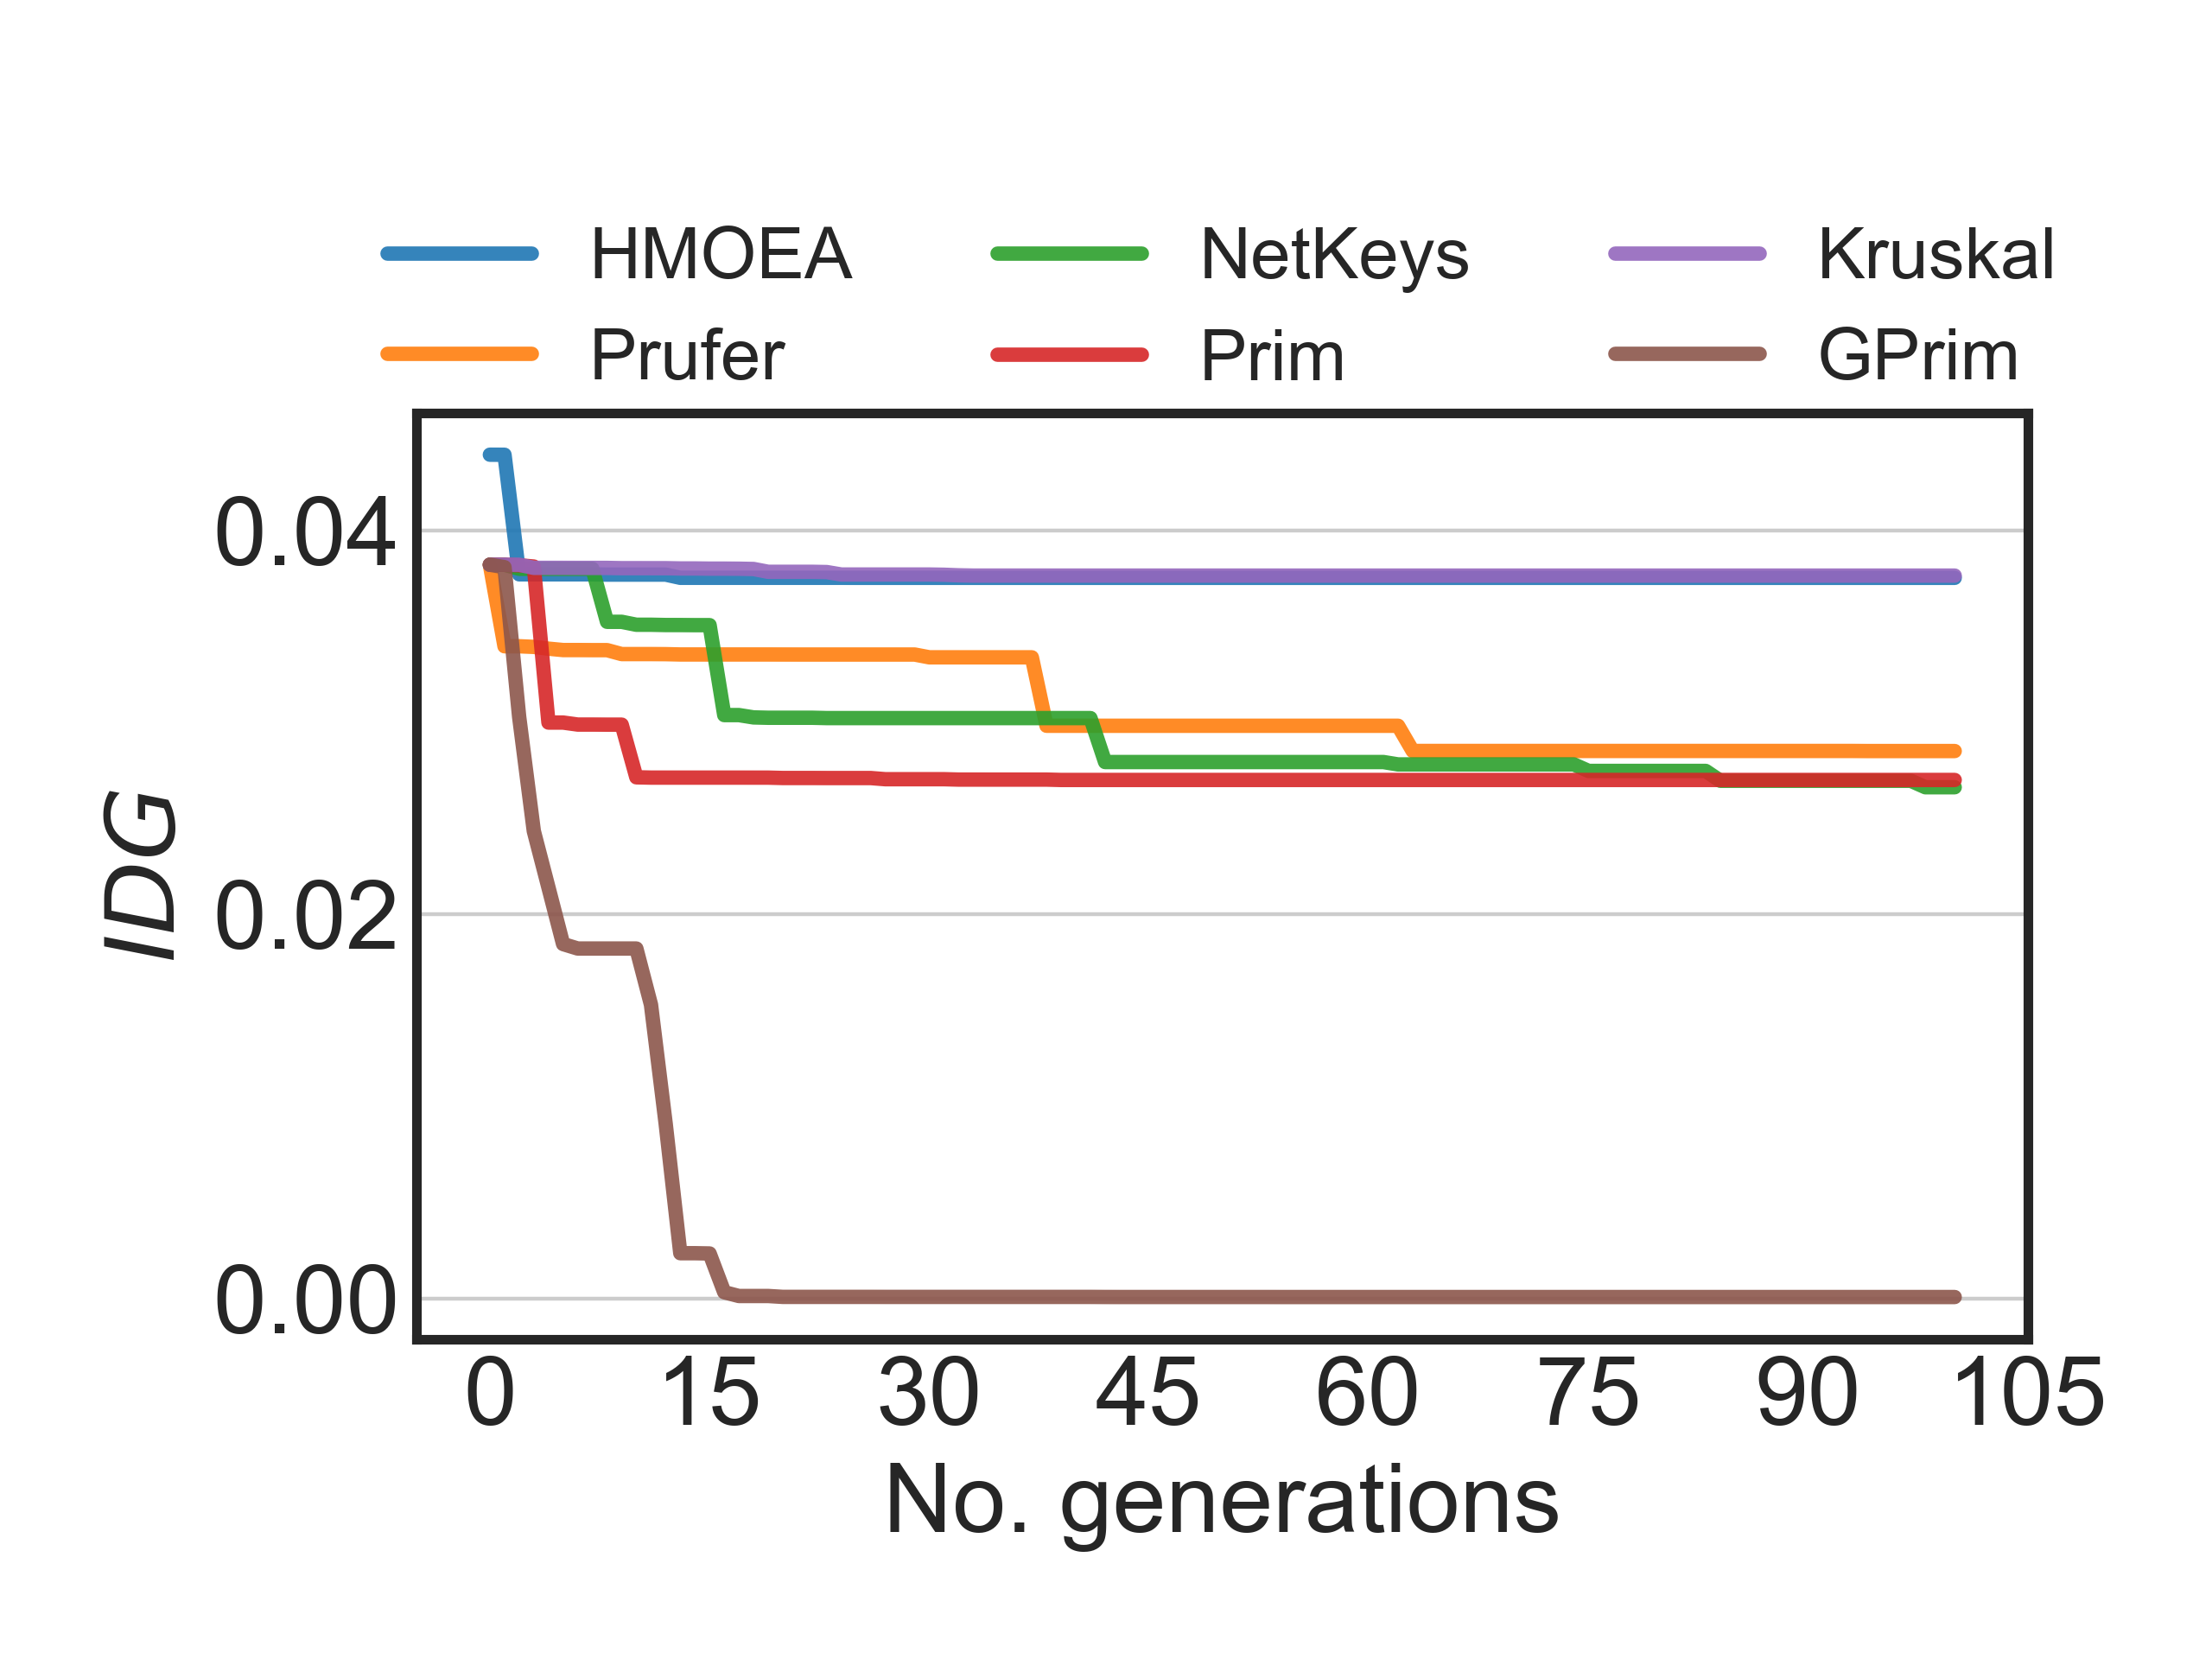 HMOEA NetKeys Kruskal
Prufer Prim GPrim
0.04
0.02
0.00
IDG
0 15 30 45 60 75 90 105
No. generations